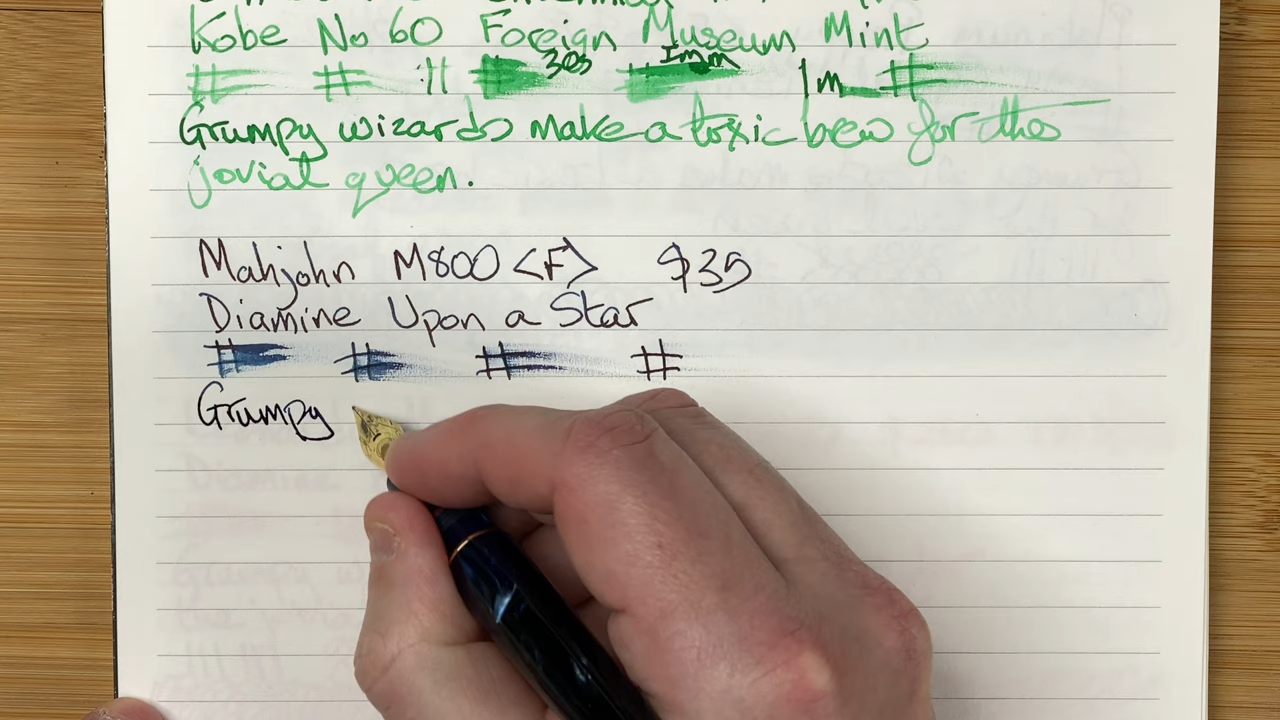 Kobe No 60 Foreign Museum Mint
# # # 30s # 1m #
Grumpy wizards make a toxic brew for the
jovial queen.
Mahjohn M800 <F> $35
Diamine Upon a Star
# # # #
Grumpy